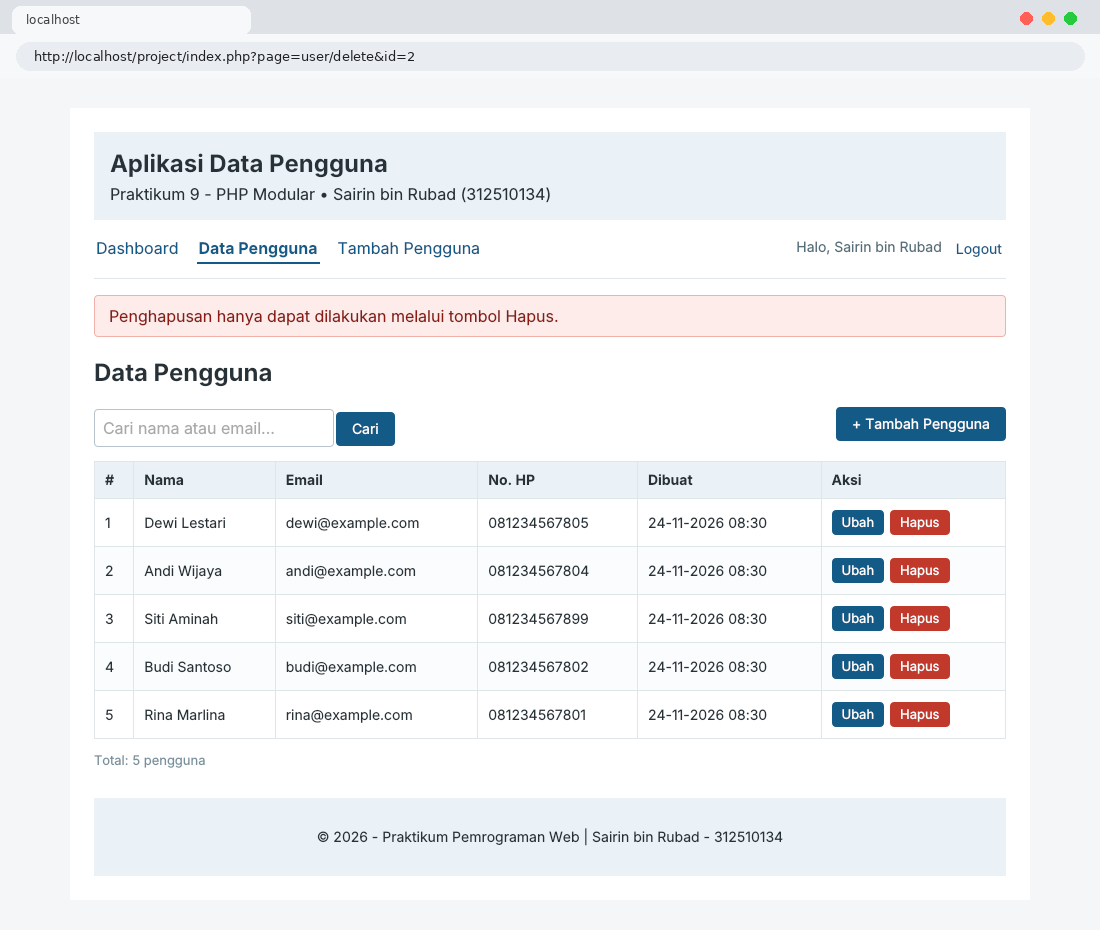 localhost
http://localhost/project/index.php?page=user/delete&id=2
Aplikasi Data Pengguna
Praktikum 9 - PHP Modular • Sairin bin Rubad (312510134)
Dashboard Data Pengguna Tambah Pengguna Halo, Sairin bin Rubad Logout
Penghapusan hanya dapat dilakukan melalui tombol Hapus.
Data Pengguna
Cari nama atau email... Cari + Tambah Pengguna
# Nama Email No. HP Dibuat Aksi
1 Dewi Lestari dewi@example.com 081234567805 24-11-2026 08:30 Ubah Hapus
2 Andi Wijaya andi@example.com 081234567804 24-11-2026 08:30 Ubah Hapus
3 Siti Aminah siti@example.com 081234567899 24-11-2026 08:30 Ubah Hapus
4 Budi Santoso budi@example.com 081234567802 24-11-2026 08:30 Ubah Hapus
5 Rina Marlina rina@example.com 081234567801 24-11-2026 08:30 Ubah Hapus
Total: 5 pengguna
© 2026 - Praktikum Pemrograman Web | Sairin bin Rubad - 312510134